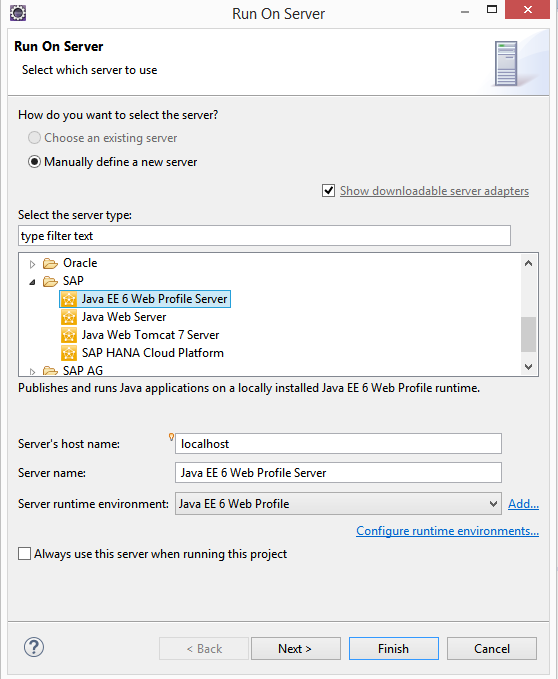 Run On Server
Run On Server
Select which server to use
How do you want to select the server?
Choose an existing server
Manually define a new server
Show downloadable server adapters
Select the server type:
type filter text
Oracle
SAP
Java EE 6 Web Profile Server
Java Web Server
Java Web Tomcat 7 Server
SAP HANA Cloud Platform
SAP AG
Publishes and runs Java applications on a locally installed Java EE 6 Web Profile runtime.
Server's host name: localhost
Server name: Java EE 6 Web Profile Server
Server runtime environment: Java EE 6 Web Profile Add...
Configure runtime environments...
Always use this server when running this project
? < Back Next > Finish Cancel